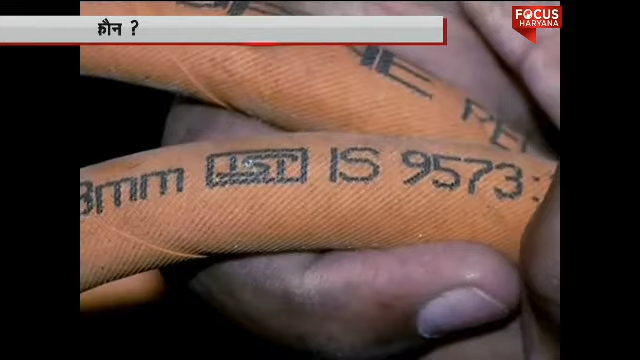 कौन ?
FOCUS
HARYANA
8mm ISI IS 9573: